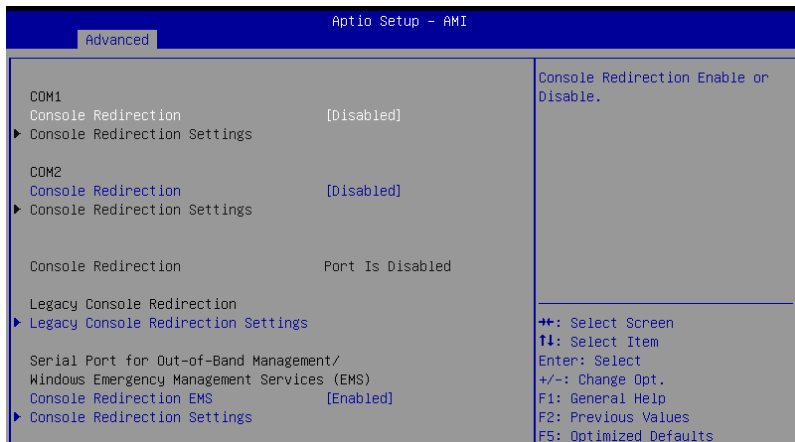 Aptio Setup – AMI
Advanced
COM1
Console Redirection [Disabled]
Console Redirection Settings
COM2
Console Redirection [Disabled]
Console Redirection Settings
Console Redirection Port Is Disabled
Legacy Console Redirection
Legacy Console Redirection Settings
Serial Port for Out-of-Band Management/
Windows Emergency Management Services (EMS)
Console Redirection EMS [Enabled]
Console Redirection Settings
Console Redirection Enable or
Disable.
→←: Select Screen
↑↓: Select Item
Enter: Select
+/-: Change Opt.
F1: General Help
F2: Previous Values
F5: Optimized Defaults